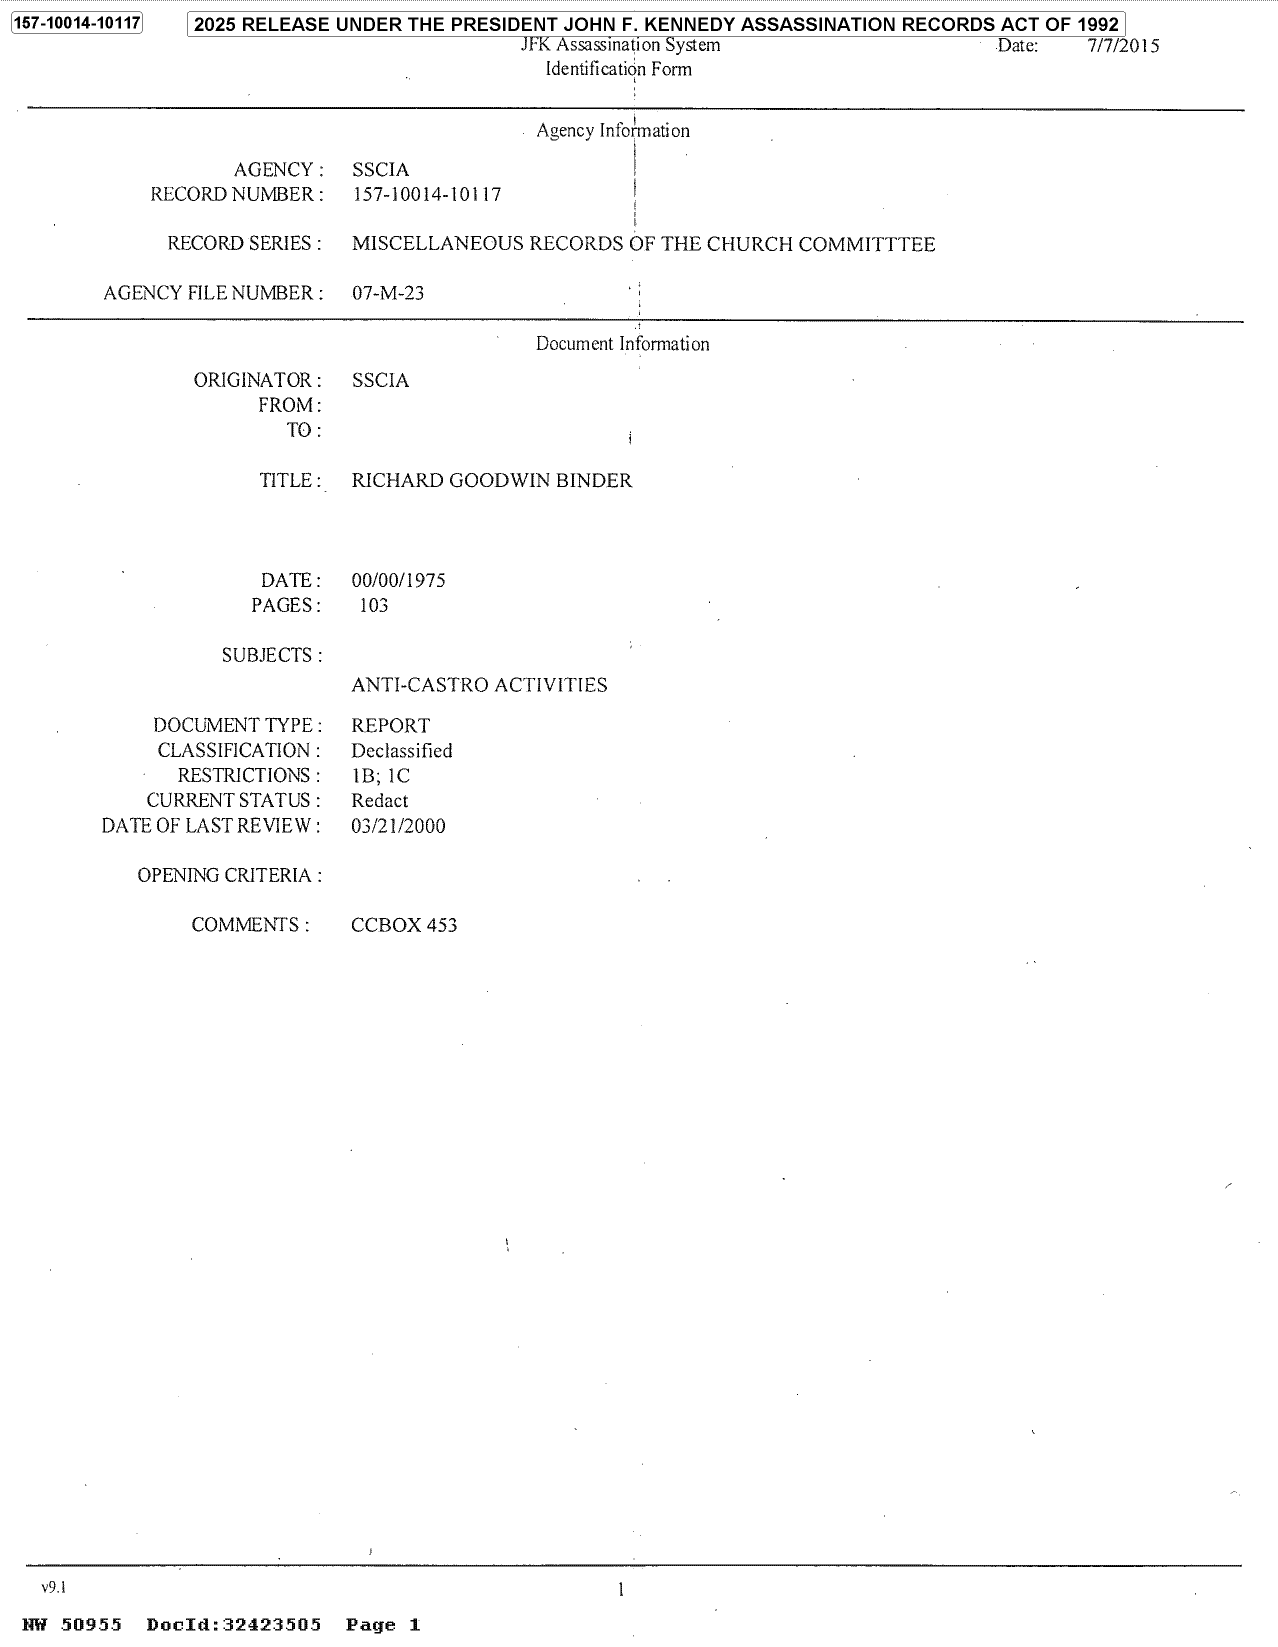 157-10014-10117
2025 RELEASE UNDER THE PRESIDENT JOHN F. KENNEDY ASSASSINATION RECORDS ACT OF 1992
JFK Assassination System
Date: 7/7/2015
Identification Form
Agency Information
AGENCY : SSCIA
RECORD NUMBER : 157-10014-10117
RECORD SERIES : MISCELLANEOUS RECORDS OF THE CHURCH COMMITTTEE
AGENCY FILE NUMBER : 07-M-23
Document Information
ORIGINATOR : SSCIA
FROM :
TO :
TITLE : RICHARD GOODWIN BINDER
DATE : 00/00/1975
PAGES : 103
SUBJECTS :
ANTI-CASTRO ACTIVITIES
DOCUMENT TYPE : REPORT
CLASSIFICATION : Declassified
RESTRICTIONS : 1B; 1C
CURRENT STATUS : Redact
DATE OF LAST REVIEW : 03/21/2000
OPENING CRITERIA :
COMMENTS : CCBOX 453
v9.1
1
NW 50955 DocId:32423505 Page 1